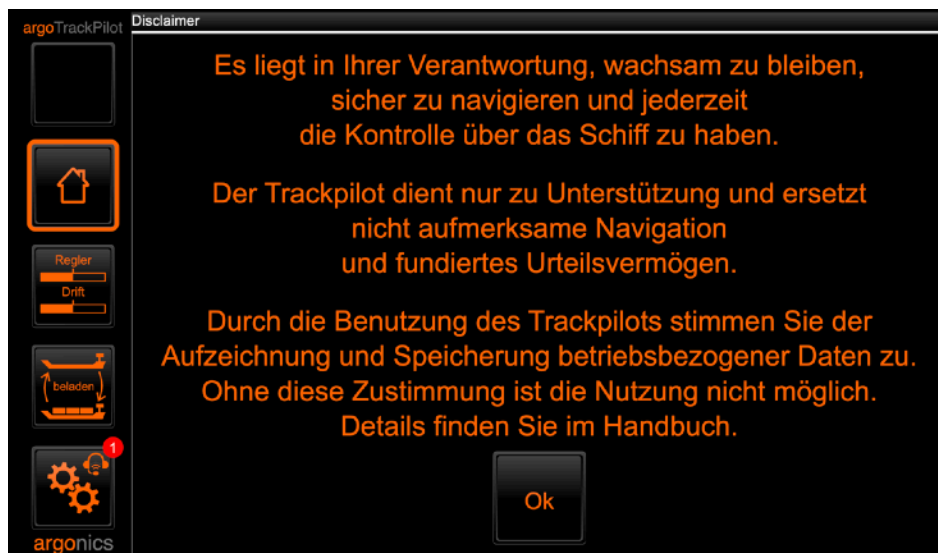 argoTrackPilot
Disclaimer
Es liegt in Ihrer Verantwortung, wachsam zu bleiben,
sicher zu navigieren und jederzeit
die Kontrolle über das Schiff zu haben.
Der Trackpilot dient nur zu Unterstützung und ersetzt
nicht aufmerksame Navigation
und fundiertes Urteilsvermögen.
Durch die Benutzung des Trackpilots stimmen Sie der
Aufzeichnung und Speicherung betriebsbezogener Daten zu.
Ohne diese Zustimmung ist die Nutzung nicht möglich.
Details finden Sie im Handbuch.
Ok
Regler
Drift
beladen
1
argonics